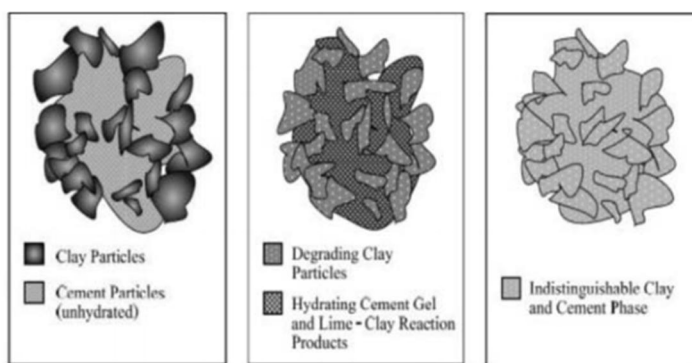 Clay Particles
Cement Particles
(unhydrated)
Degrading Clay
Particles
Hydrating Cement Gel
and Lime - Clay Reaction
Products
Indistinguishable Clay
and Cement Phase